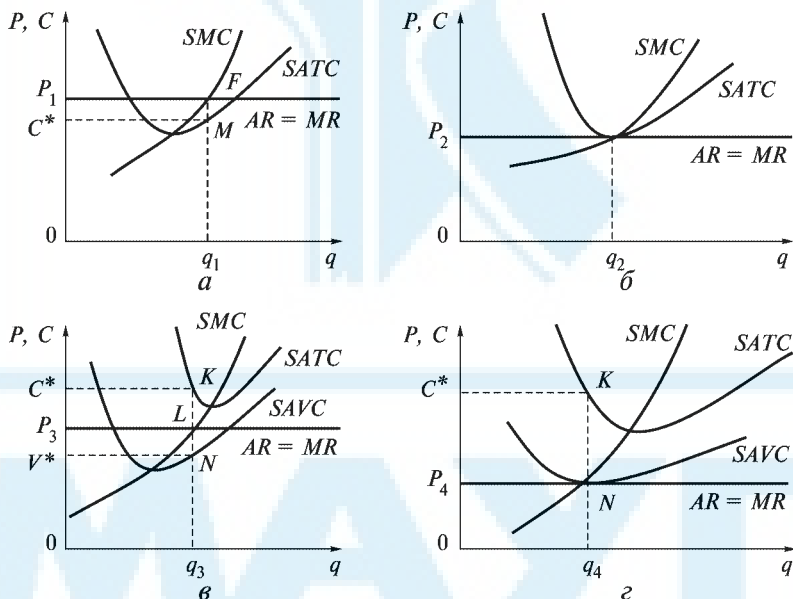 P, C
SMC
SATC
P₁
F
C*
M
AR = MR
0
q₁
q
а
P, C
SMC
SATC
P₂
AR = MR
0
q₂
q
б
P, C
SMC
SATC
K
C*
SAVC
L
P₃
AR = MR
V*
N
0
q₃
q
в
P, C
SMC
SATC
K
C*
SAVC
P₄
N
AR = MR
0
q₄
q
г